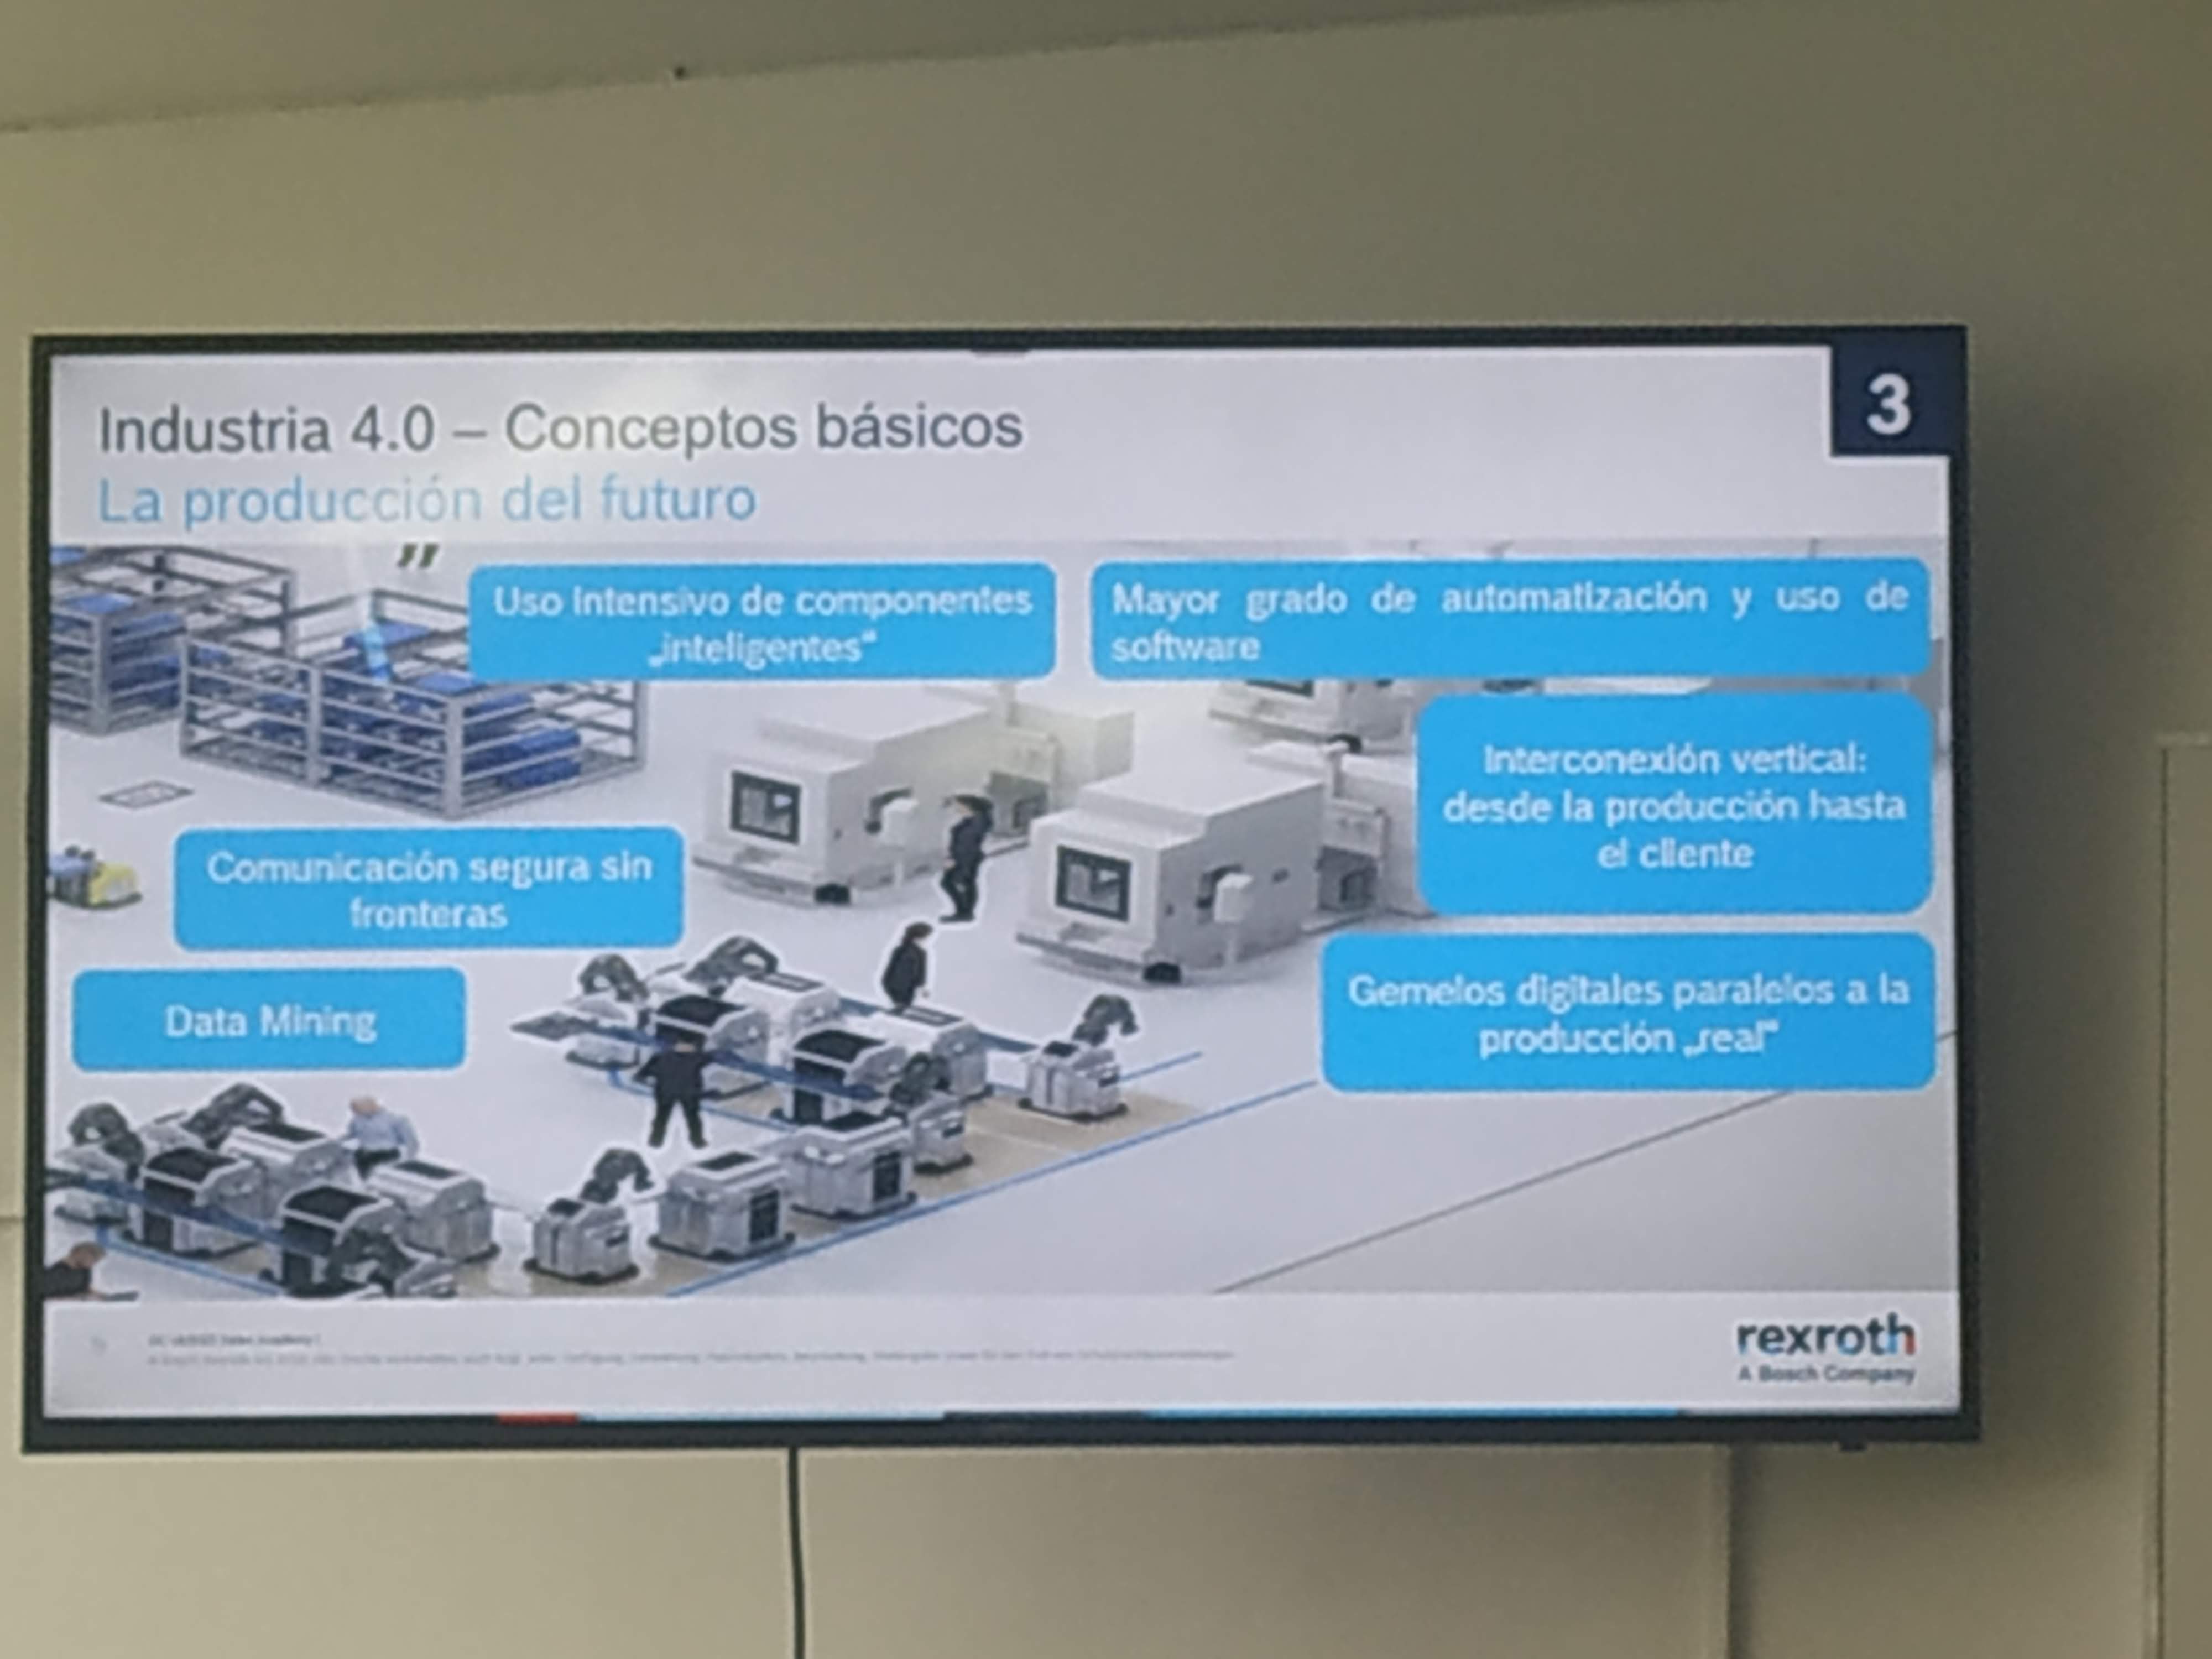 3
Industria 4.0 – Conceptos básicos
La producción del futuro
”
Uso Intensivo de componentes
„inteligentes“
Mayor grado de automatización y uso de
software
Interconexión vertical:
desde la producción hasta
el cliente
Comunicación segura sin
fronteras
Gemelos digitales paralelos a la
producción „real“
Data Mining
rexroth
A Bosch Company